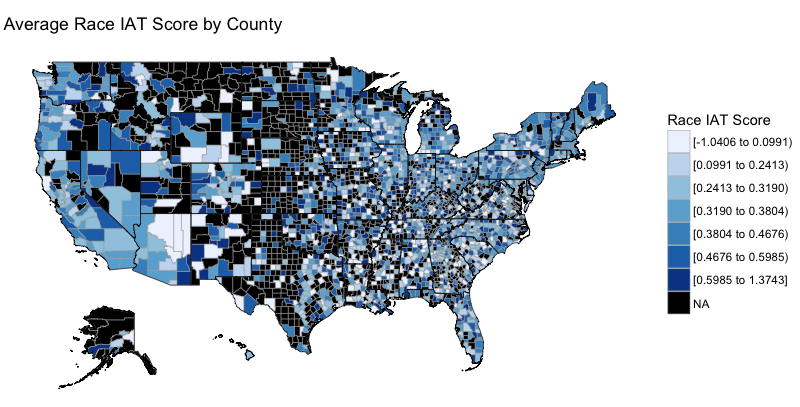 Average Race IAT Score by County
Race IAT Score
[-1.0406 to 0.0991)
[0.0991 to 0.2413)
[0.2413 to 0.3190)
[0.3190 to 0.3804)
[0.3804 to 0.4676)
[0.4676 to 0.5985)
[0.5985 to 1.3743]
NA